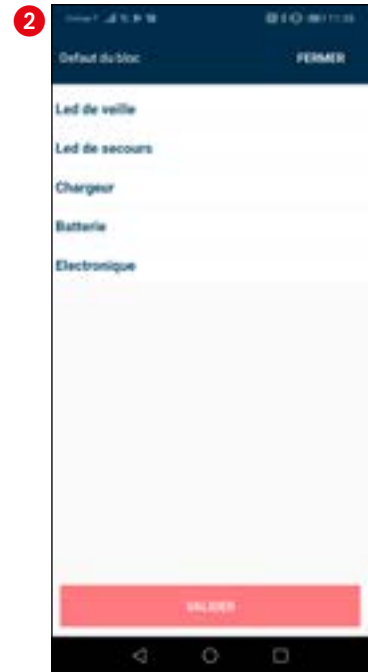 2
Defaut du bloc FERMER
Led de veille
Led de secours
Chargeur
Batterie
Electronique
VALIDER